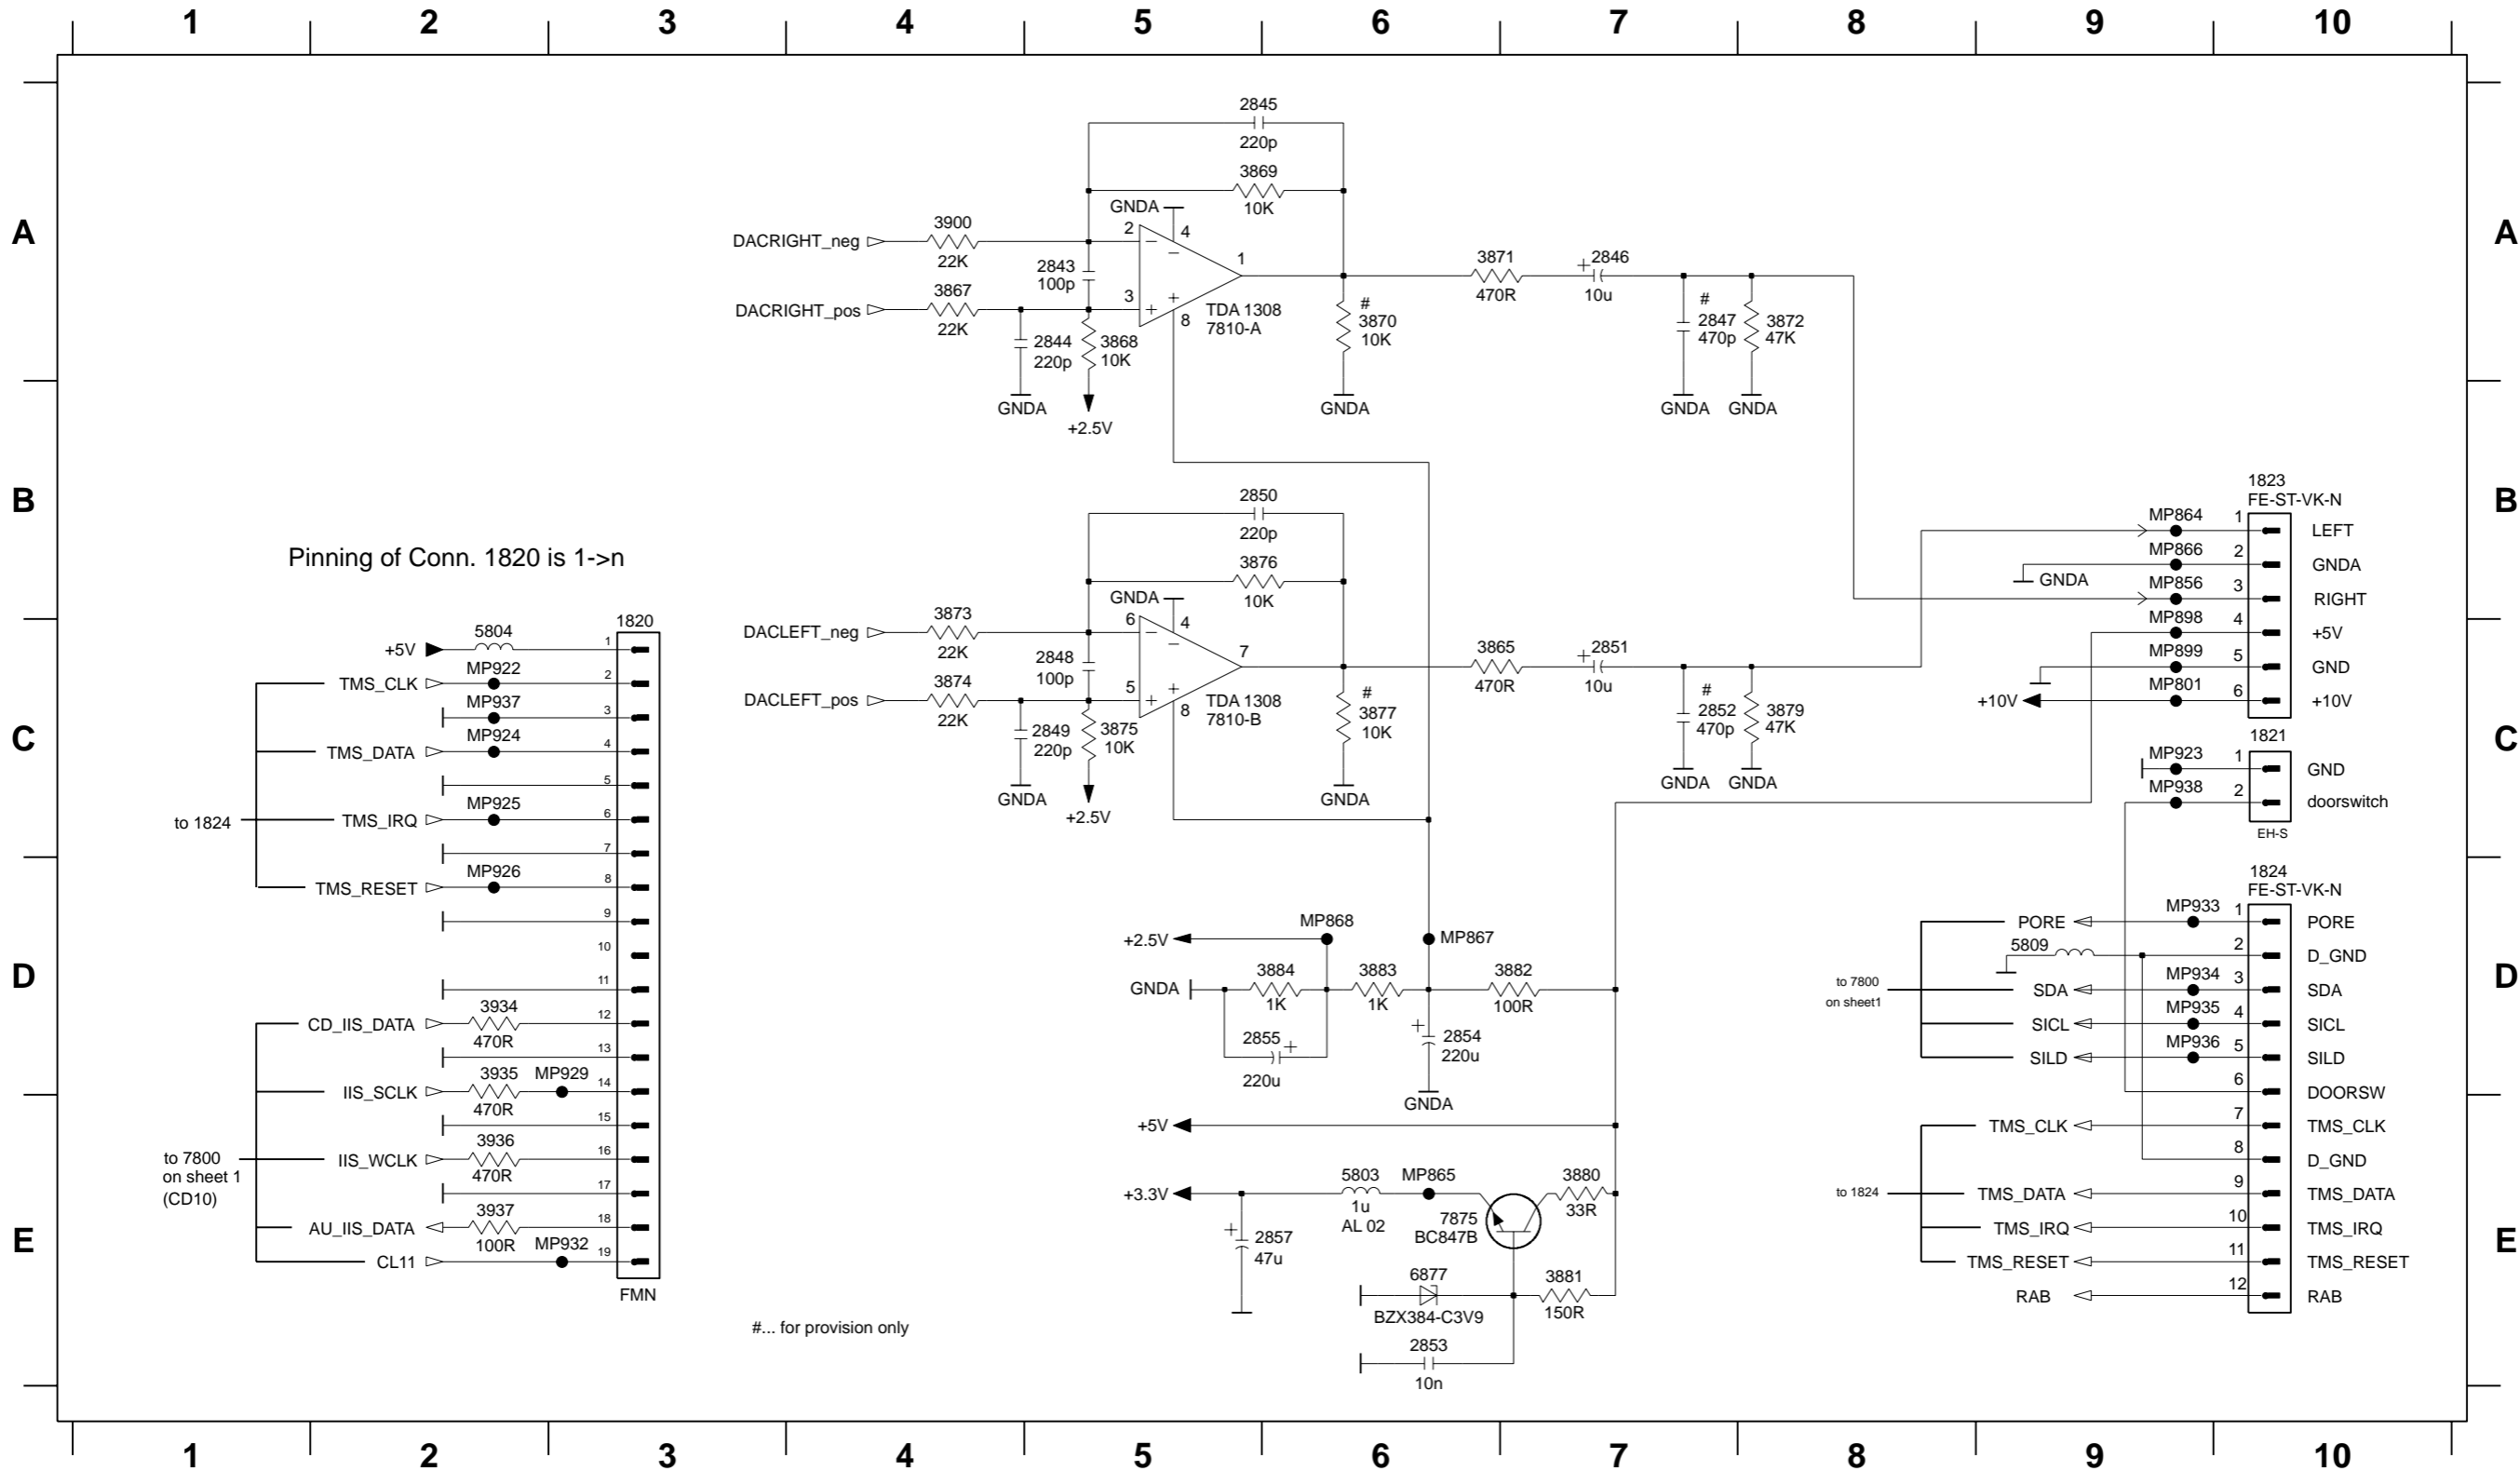 1 2 3 4 5 6 7 8 9 10
A
A
B
B
C
C
D
D
E
E
2845
220p
3869
10K
GNDA
DACRIGHT_neg
3900
22K
2
4
2843
100p
1
DACRIGHT_pos
3867
22K
3
8
TDA 1308
7810-A
2844
220p
3868
10K
GNDA
+2.5V
#
3870
10K
GNDA
3871
470R
+
2846
10u
#
2847
470p
3872
47K
GNDA
GNDA
2850
220p
3876
10K
GNDA
DACLEFT_neg
3873
22K
6
4
2848
100p
7
DACLEFT_pos
3874
22K
5
8
TDA 1308
7810-B
2849
220p
3875
10K
GNDA
+2.5V
#
3877
10K
GNDA
3865
470R
+
2851
10u
#
2852
470p
3879
47K
GNDA
GNDA
Pinning of Conn. 1820 is 1->n
1820
+5V
5804
1
TMS_CLK
MP922
2
MP937
3
TMS_DATA
MP924
4
5
to 1824
TMS_IRQ
MP925
6
7
TMS_RESET
MP926
8
9
10
11
CD_IIS_DATA
3934
470R
12
13
IIS_SCLK
3935
470R
MP929
14
15
to 7800
on sheet 1
(CD10)
IIS_WCLK
3936
470R
16
17
AU_IIS_DATA
3937
100R
18
CL11
MP932
19
FMN
#... for provision only
+2.5V
MP868
MP867
GNDA
3884
1K
3883
1K
3882
100R
2855
+
220u
+
2854
220u
GNDA
+5V
+3.3V
5803
1u
AL 02
MP865
3880
33R
7875
BC847B
+
2857
47u
6877
BZX384-C3V9
3881
150R
2853
10n
1823
FE-ST-VK-N
MP864
1
LEFT
MP866
2
GNDA
GNDA
MP856
3
RIGHT
MP898
4
+5V
MP899
5
GND
+10V
MP801
6
+10V
1821
MP923
1
GND
MP938
2
doorswitch
EH-S
1824
FE-ST-VK-N
PORE
MP933
1
PORE
5809
2
D_GND
to 7800
on sheet1
SDA
MP934
3
SDA
SICL
MP935
4
SICL
SILD
MP936
5
SILD
6
DOORSW
TMS_CLK
7
TMS_CLK
8
D_GND
to 1824
TMS_DATA
9
TMS_DATA
TMS_IRQ
10
TMS_IRQ
TMS_RESET
11
TMS_RESET
RAB
12
RAB
1 2 3 4 5 6 7 8 9 10